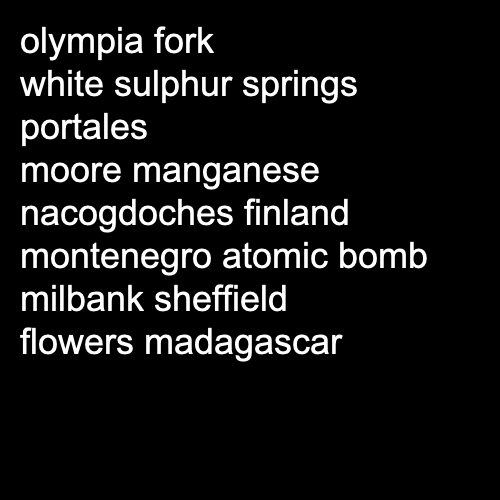 olympia fork
white sulphur springs
portales
moore manganese
nacogdoches finland
montenegro atomic bomb
milbank sheffield
flowers madagascar